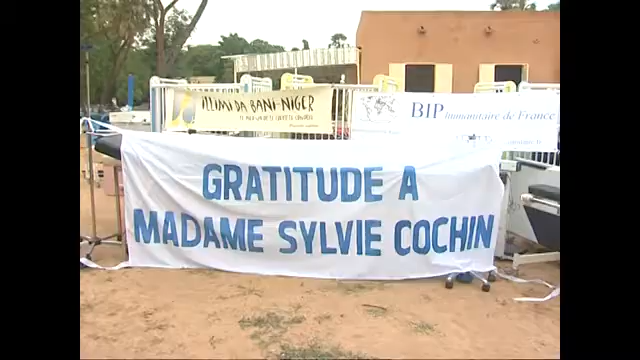 ILLIMI DA BANI-NIGER
BIP humanitaire de France
GRATITUDE A
MADAME SYLVIE COCHIN